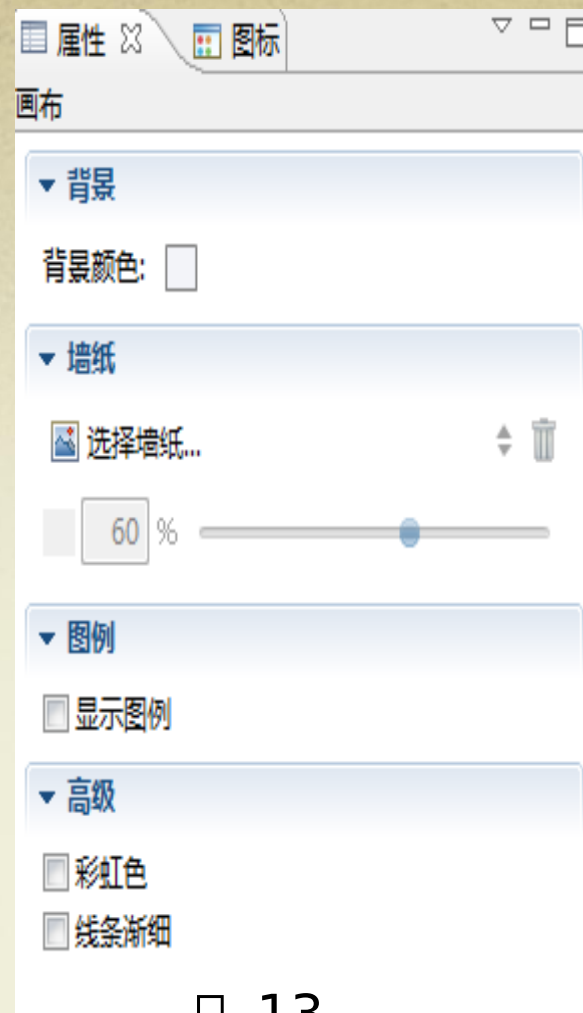 属性 图标
画布
背景
背景颜色:
墙纸
选择墙纸...
60 %
图例
显示图例
高级
彩虹色
线条渐细
13